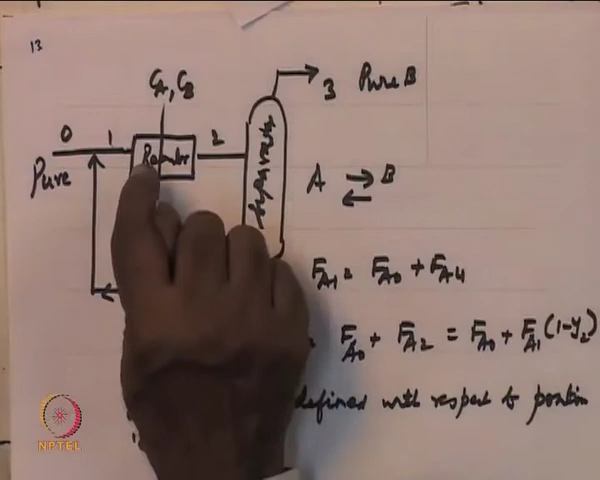 13
C_A, C_B
3 Pure B
0 1 Reactor 2
Pure
Separator
A ⇌ B
F_A1 = F_A0 + F_A4
= F_A0 + F_A2 = F_A0 + F_A1 (1-y_2)
defined with respect to position
NPTEL